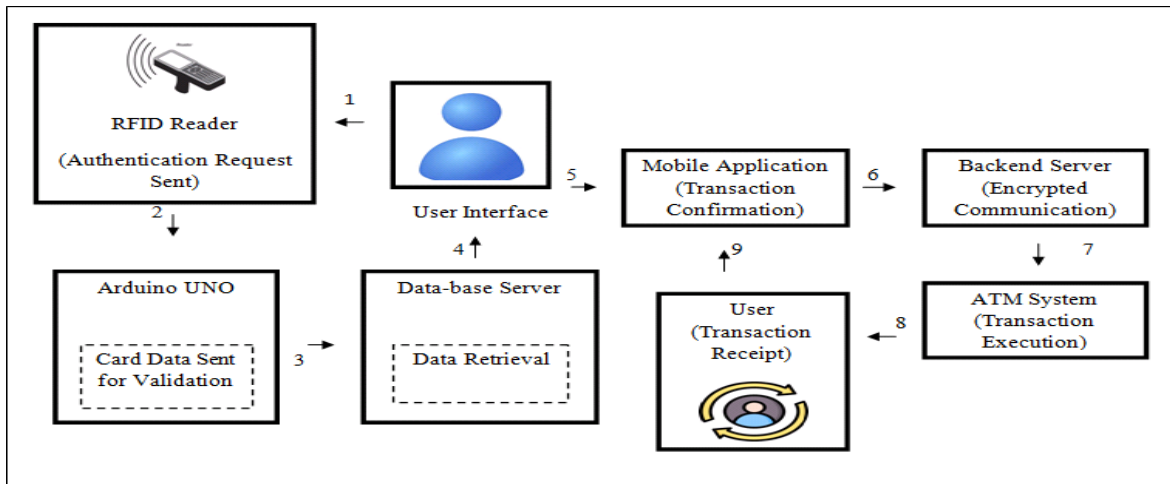 Reader
RFID Reader
(Authentication Request
Sent)
1
User Interface
2
Arduino UNO
Card Data Sent
for Validation
3
Data-base Server
Data Retrieval
4
5
Mobile Application
(Transaction
Confirmation)
6
Backend Server
(Encrypted
Communication)
7
ATM System
(Transaction
Execution)
8
User
(Transaction
Receipt)
9